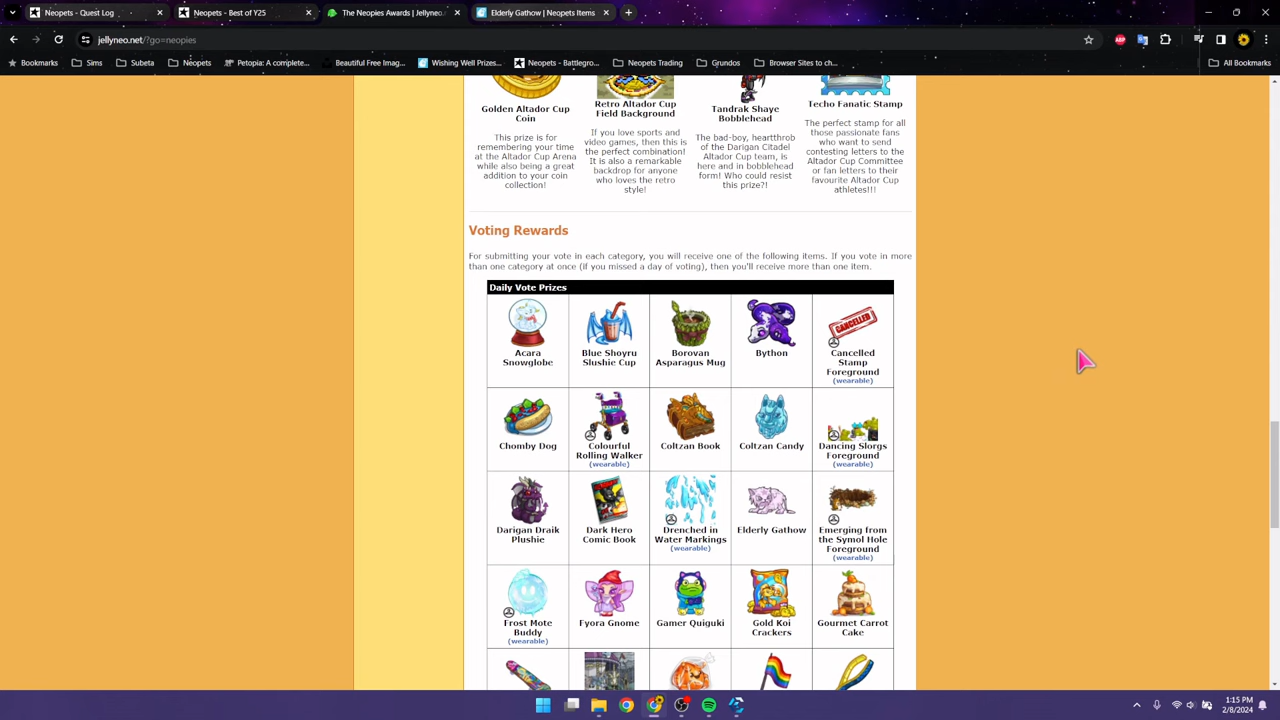 Neopets - Quest Log
Neopets - Best of Y25
The Neopies Awards | Jellyneo.
Elderly Gathow | Neopets Items
jellyneo.net/?go=neopies
Bookmarks
Sims
Subeta
Neopets
Petopia: A complete...
Beautiful Free Imag...
Wishing Well Prizes...
Neopets - Battlegro...
Neopets Trading
Grundos
Browser Sites to ch...
All Bookmarks
Golden Altador Cup
Coin
This prize is for
remembering your time
at the Altador Cup Arena
while also being a great
addition to your coin
collection!
Retro Altador Cup
Field Background
If you love sports and
video games, then this is
the perfect combination!
It is also a remarkable
backdrop for anyone
who loves the retro
style!
Tandrak Shaye
Bobblehead
The bad-boy, heartthrob
of the Darigan Citadel
Altador Cup team, is
here and in bobblehead
form! Who could resist
this prize?!
Techo Fanatic Stamp
The perfect stamp for all
those passionate fans
who want to send
contesting letters to the
Altador Cup Committee
or fan letters to their
favourite Altador Cup
athletes!!!
Voting Rewards
For submitting your vote in each category, you will receive one of the following items. If you vote in more
than one category at once (if you missed a day of voting), then you'll receive more than one item.
Daily Vote Prizes
Acara
Snowglobe
Blue Shoyru
Slushie Cup
Borovan
Asparagus Mug
Bython
CANCELLED
Cancelled
Stamp
Foreground
(wearable)
Chomby Dog
Colourful
Rolling Walker
(wearable)
Coltzan Book
Coltzan Candy
Dancing Slorgs
Foreground
(wearable)
Darigan Draik
Plushie
Dark Hero
Comic Book
Drenched in
Water Markings
(wearable)
Elderly Gathow
Emerging from
the Symol Hole
Foreground
(wearable)
Frost Mote
Buddy
(wearable)
Fyora Gnome
Gamer Quiguki
Gold Koi
Crackers
Gourmet Carrot
Cake
1:15 PM
2/8/2024